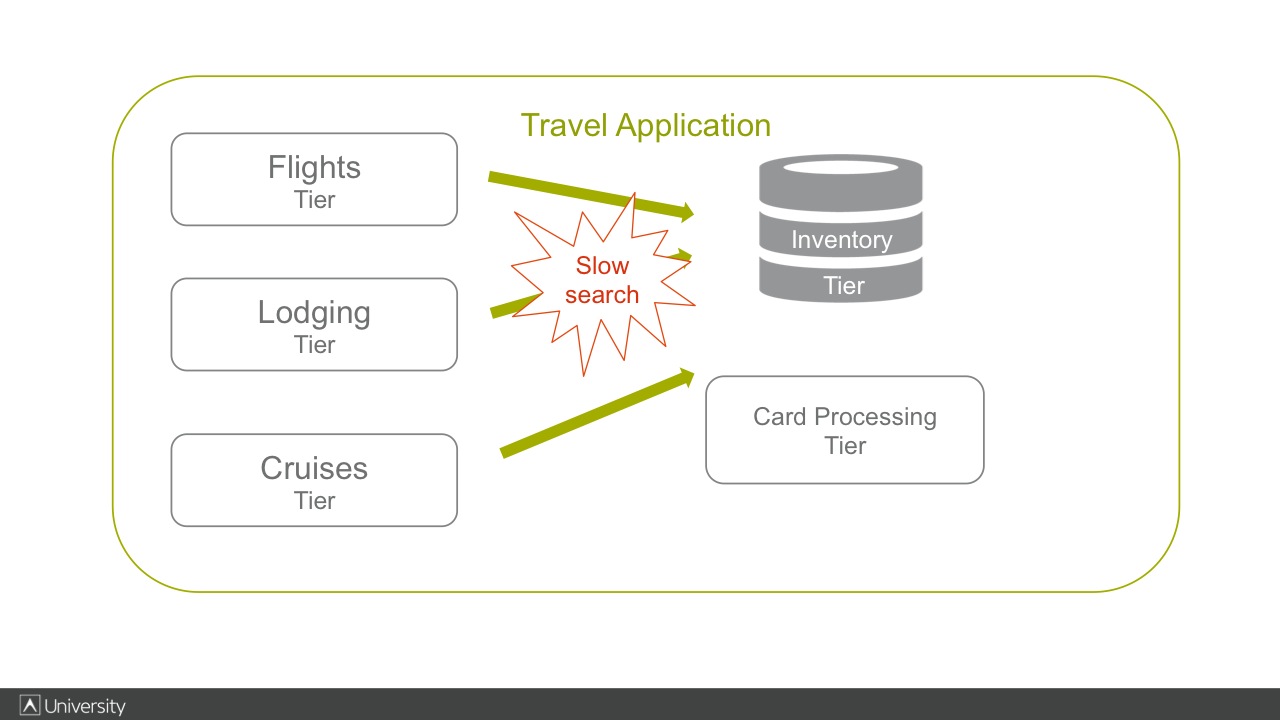 Travel Application
Flights
Tier
Lodging
Tier
Cruises
Tier
Slow
search
Inventory
Tier
Card Processing
Tier
University